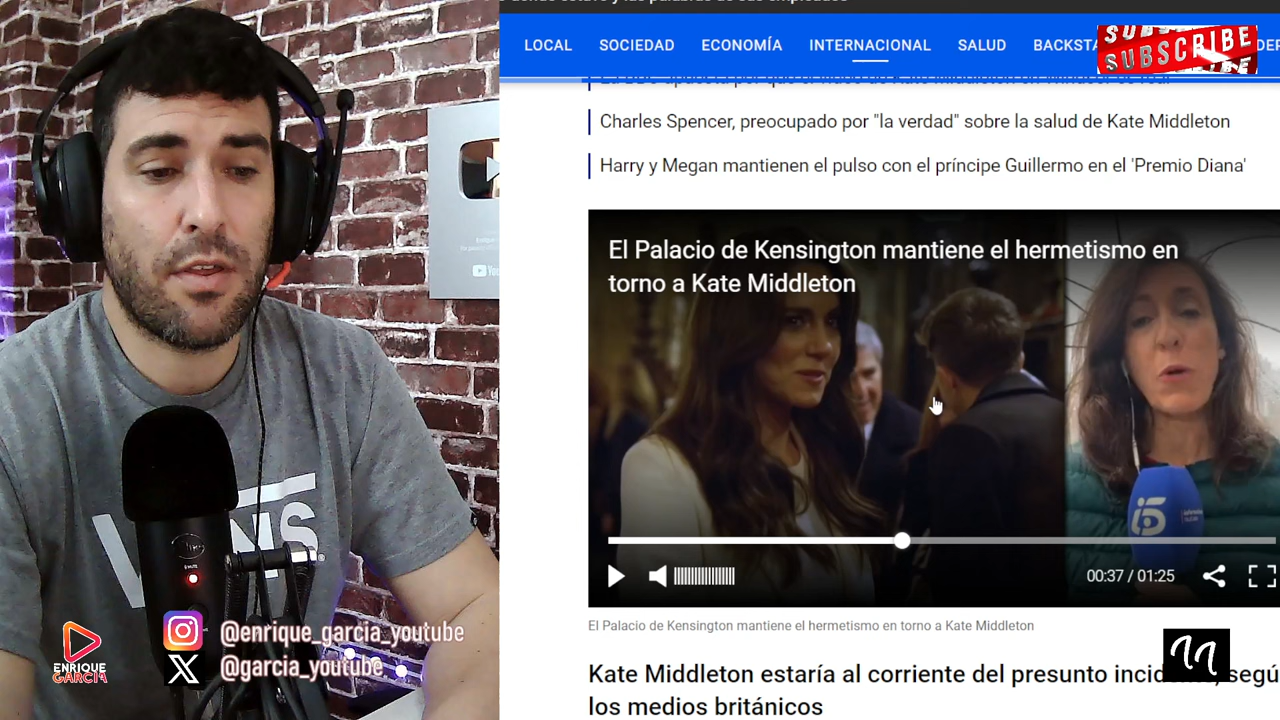 LOCAL SOCIEDAD ECONOMÍA INTERNACIONAL SALUD
SUBSCRIBE
Charles Spencer, preocupado por "la verdad" sobre la salud de Kate Middleton
Harry y Megan mantienen el pulso con el príncipe Guillermo en el 'Premio Diana'
El Palacio de Kensington mantiene el hermetismo en
torno a Kate Middleton
00:37 / 01:25
El Palacio de Kensington mantiene el hermetismo en torno a Kate Middleton
Kate Middleton estaría al corriente del presunto
los medios británicos
VANS
@enrique_garcia_youtube
@garcia_youtube
ENRIQUE
GARCIA